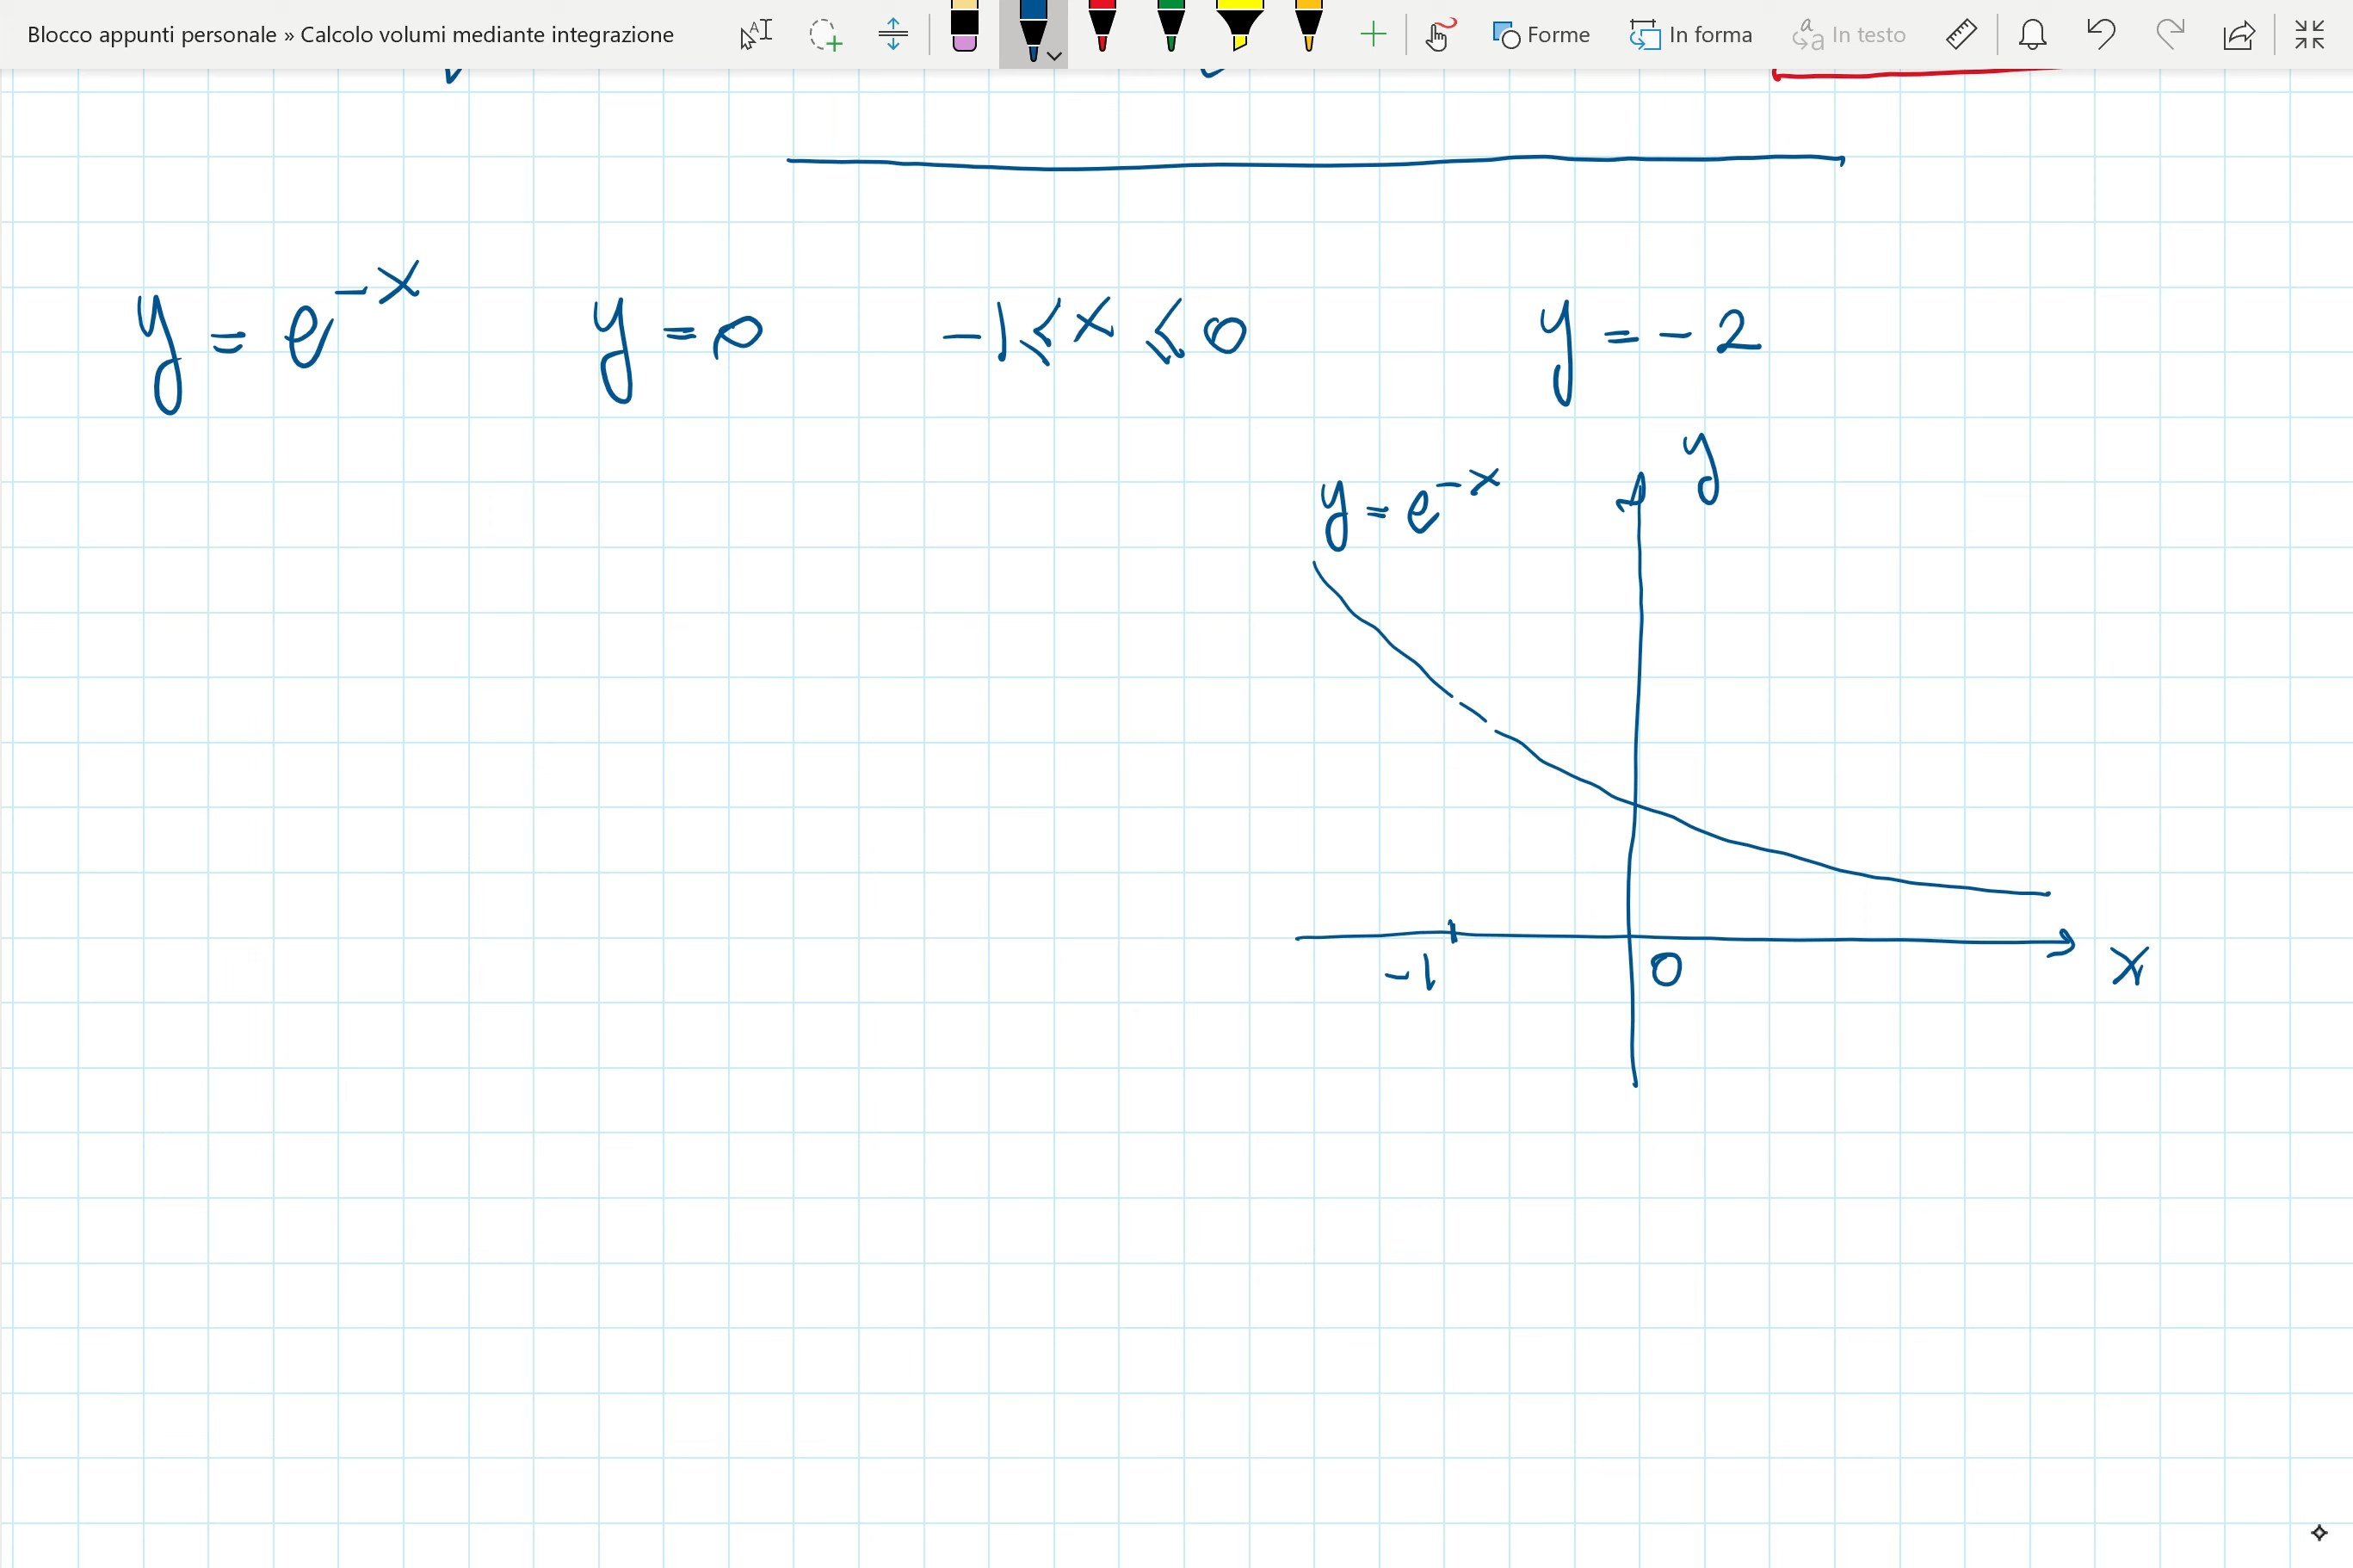 Blocco appunti personale » Calcolo volumi mediante integrazione Forme In forma In testo
y = e^{-x} y = 0 -1 ≤ x ≤ 0 y = -2
y
y = e^{-x}
-1 0 x